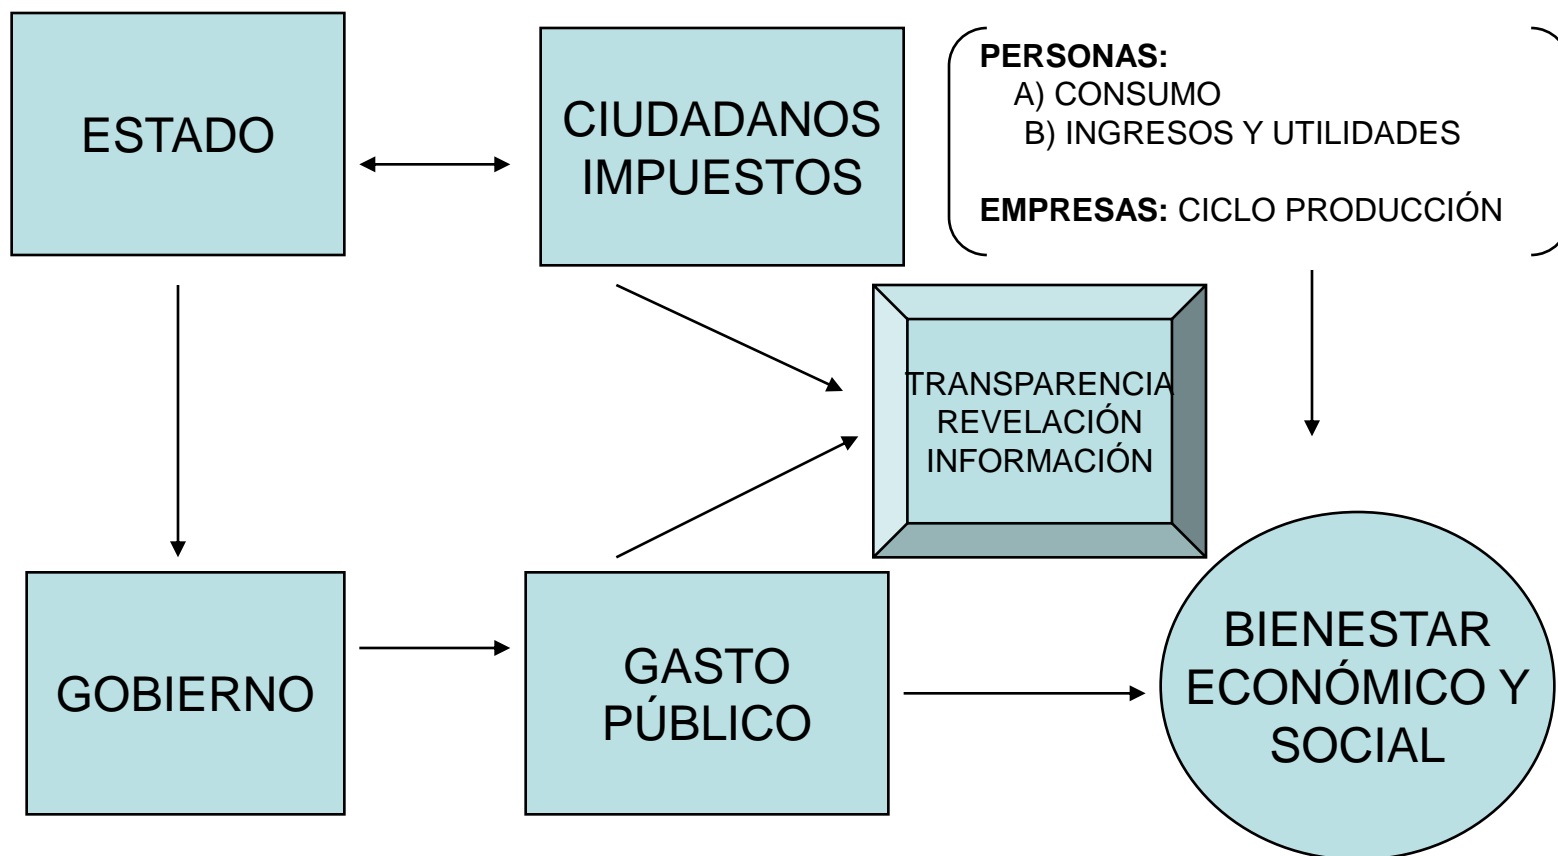 ESTADO
CIUDADANOS
IMPUESTOS
PERSONAS:
A) CONSUMO
B) INGRESOS Y UTILIDADES
EMPRESAS: CICLO PRODUCCIÓN
TRANSPARENCIA
REVELACIÓN
INFORMACIÓN
GOBIERNO
GASTO
PÚBLICO
BIENESTAR
ECONÓMICO Y
SOCIAL